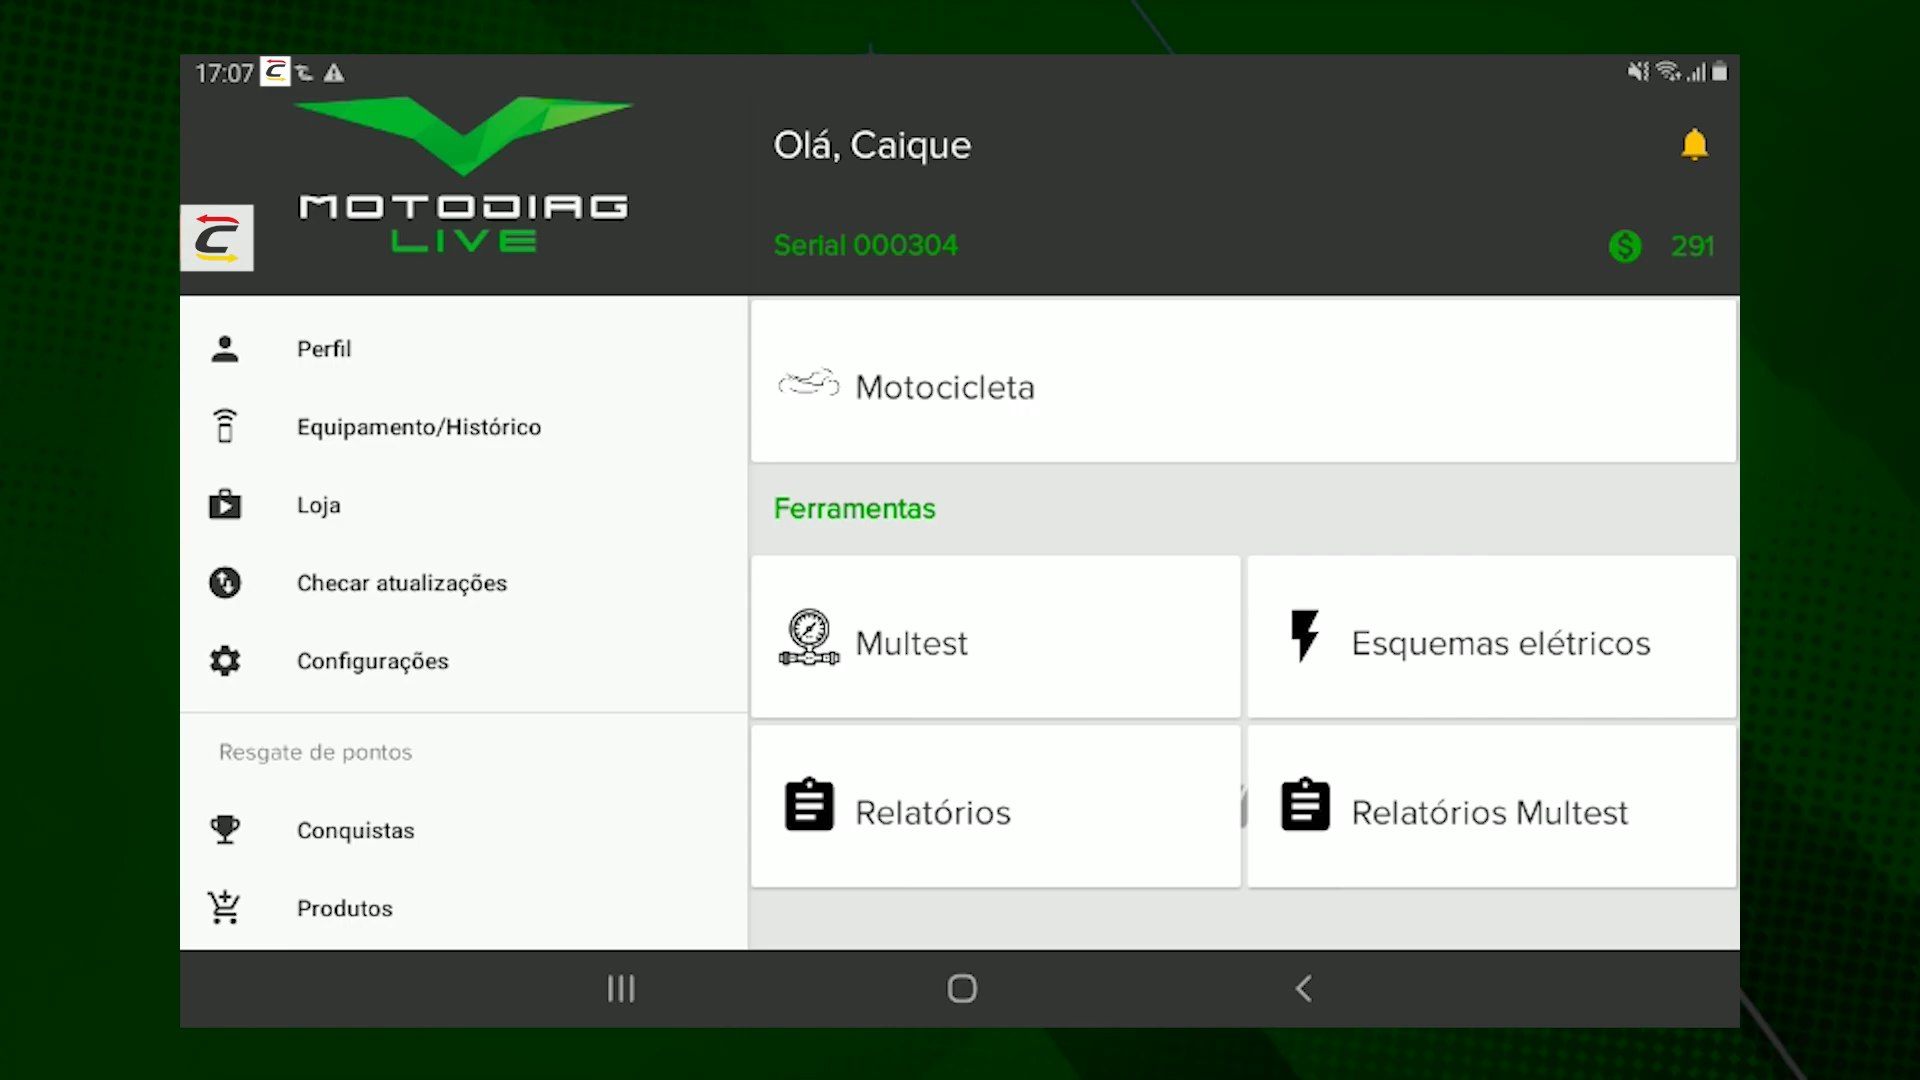 17:07
MOTODIAG
LIVE
Olá, Caique
Serial 000304
291
Perfil
Equipamento/Histórico
Loja
Checar atualizações
Configurações
Resgate de pontos
Conquistas
Produtos
Motocicleta
Ferramentas
Multest
Esquemas elétricos
Relatórios
Relatórios Multest